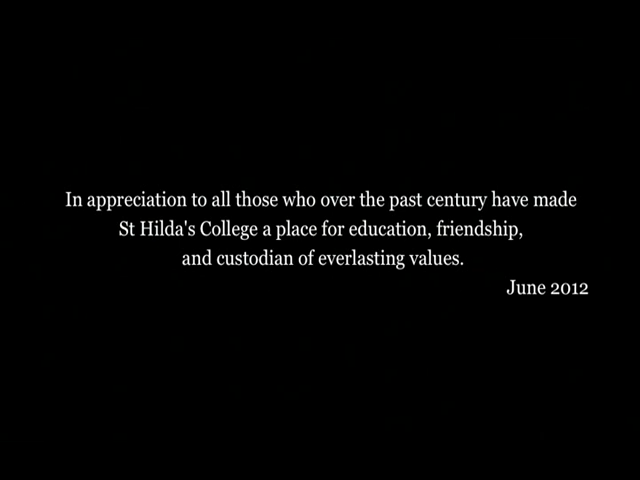 In appreciation to all those who over the past century have made
St Hilda's College a place for education, friendship,
and custodian of everlasting values.
June 2012